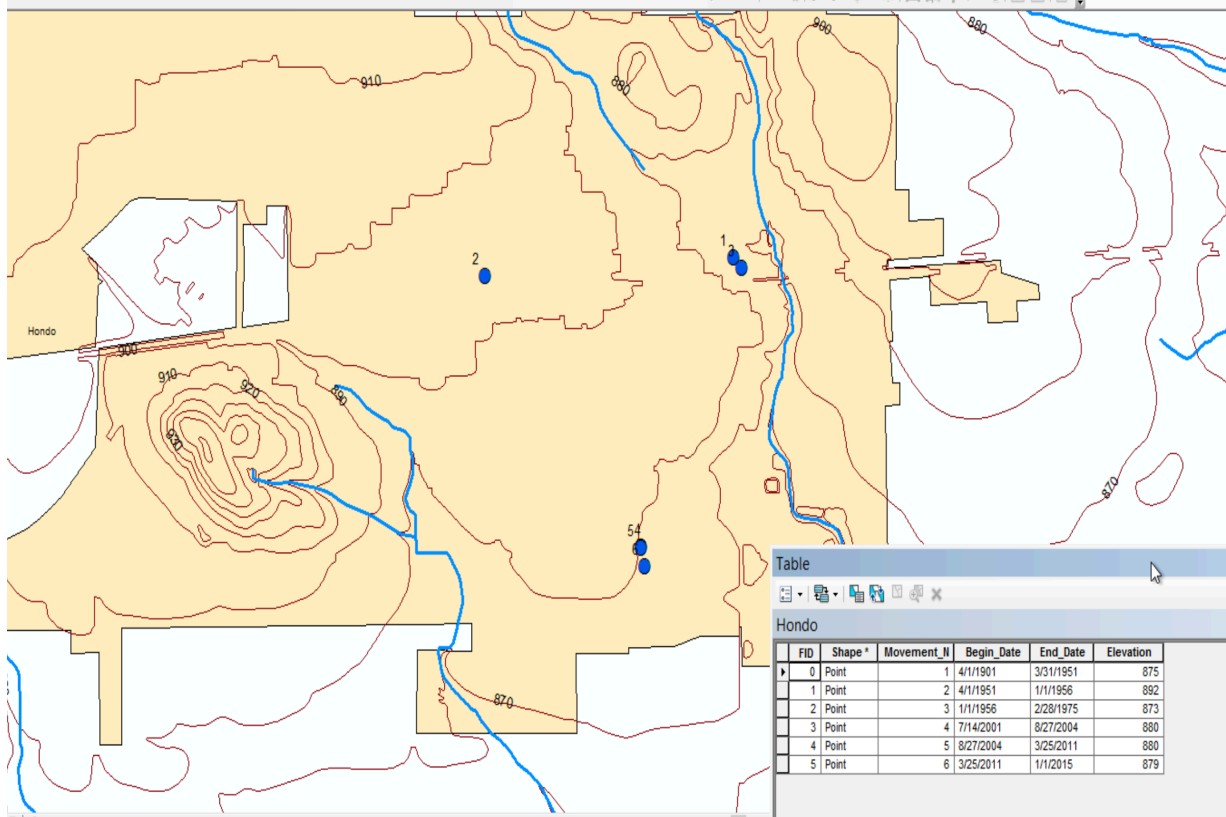 900
880
910
880
1
3
2
Hondo
900
910
920
890
930
870
54
870
Table
Hondo
FID Shape * Movement_N Begin_Date End_Date Elevation
0 Point 1 4/1/1901 3/31/1951 875
1 Point 2 4/1/1951 1/1/1956 892
2 Point 3 1/1/1956 2/28/1975 873
3 Point 4 7/14/2001 8/27/2004 880
4 Point 5 8/27/2004 3/25/2011 880
5 Point 6 3/25/2011 1/1/2015 879